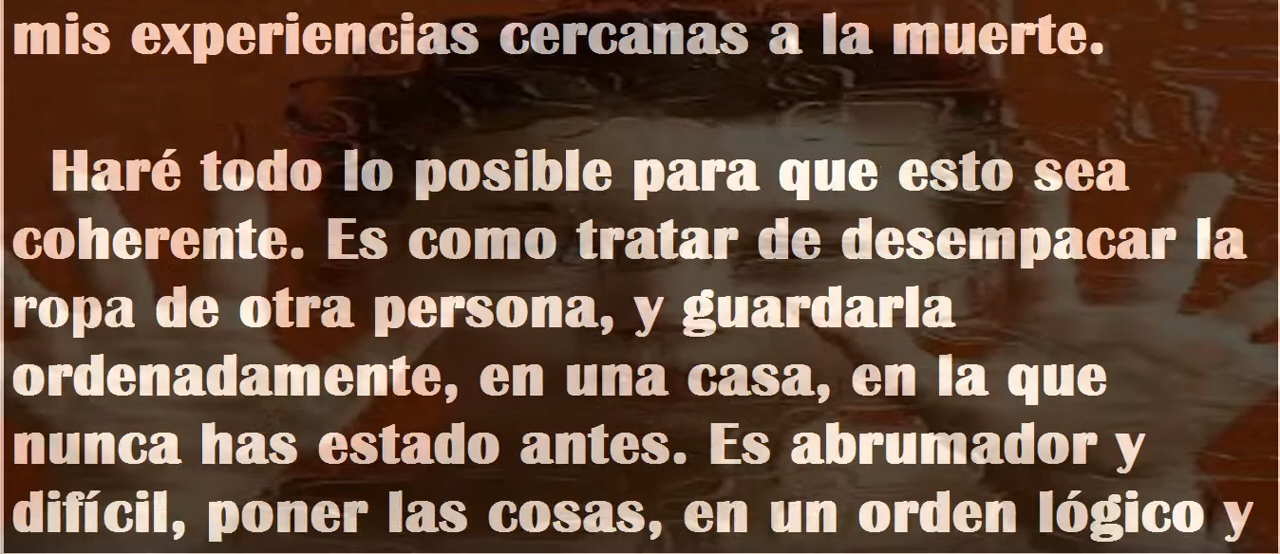 mis experiencias cercanas a la muerte.
Haré todo lo posible para que esto sea
coherente. Es como tratar de desempacar la
ropa de otra persona, y guardarla
ordenadamente, en una casa, en la que
nunca has estado antes. Es abrumador y
difícil, poner las cosas, en un orden lógico y